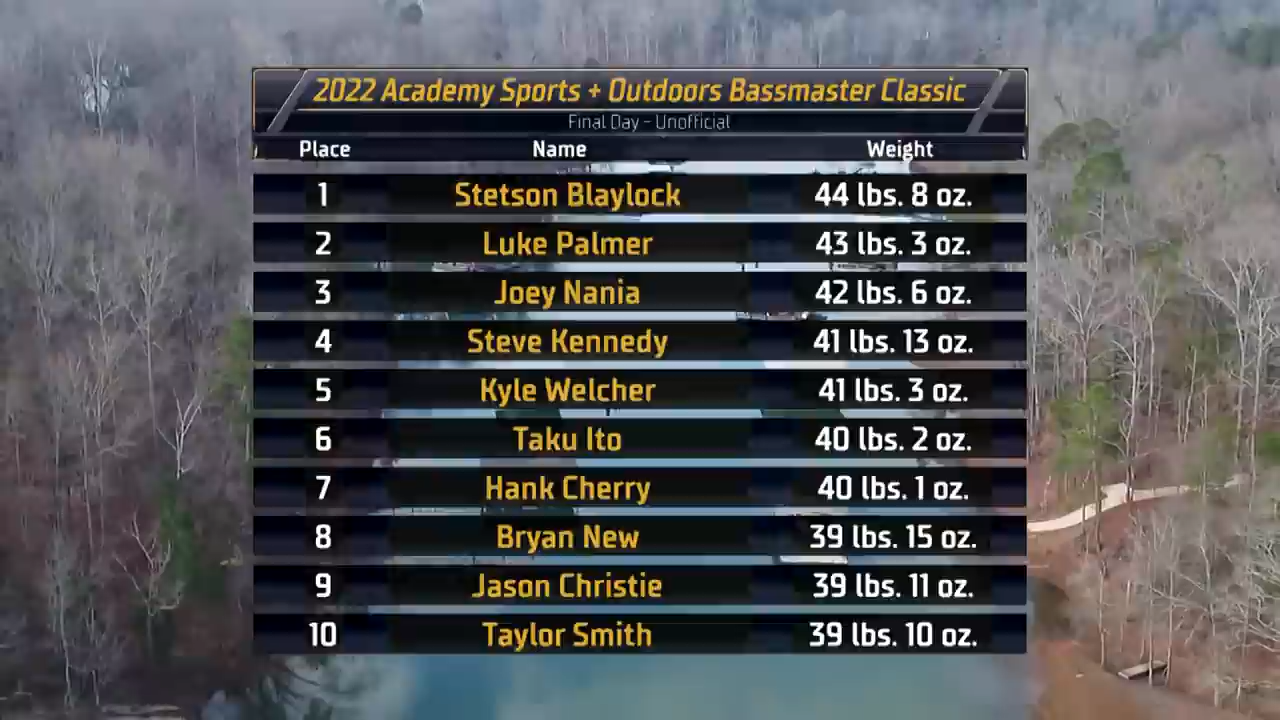 2022 Academy Sports + Outdoors Bassmaster Classic
Final Day - Unofficial
Place Name Weight
1 Stetson Blaylock 44 lbs. 8 oz.
2 Luke Palmer 43 lbs. 3 oz.
3 Joey Nania 42 lbs. 6 oz.
4 Steve Kennedy 41 lbs. 13 oz.
5 Kyle Welcher 41 lbs. 3 oz.
6 Taku Ito 40 lbs. 2 oz.
7 Hank Cherry 40 lbs. 1 oz.
8 Bryan New 39 lbs. 15 oz.
9 Jason Christie 39 lbs. 11 oz.
10 Taylor Smith 39 lbs. 10 oz.